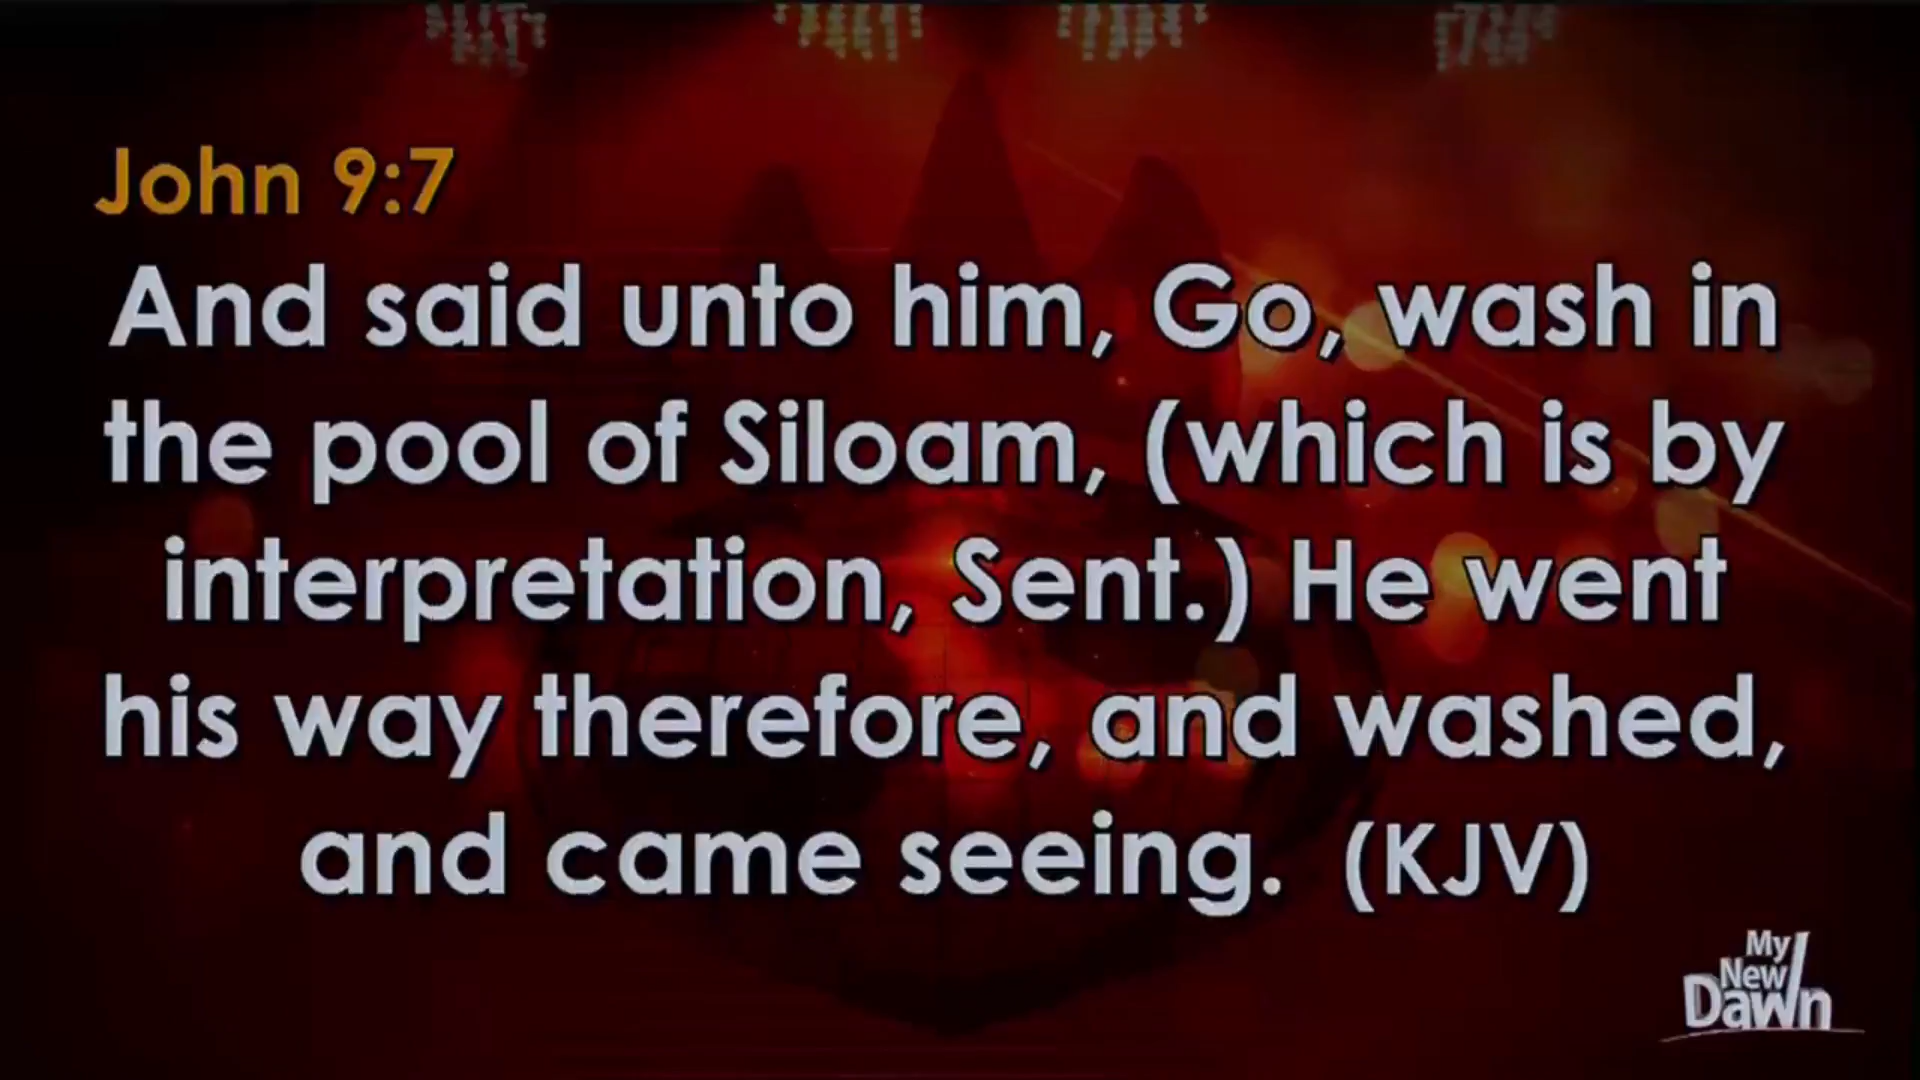 John 9:7
And said unto him, Go, wash in
the pool of Siloam, (which is by
interpretation, Sent.) He went
his way therefore, and washed,
and came seeing. (KJV)
My
New
Dawn